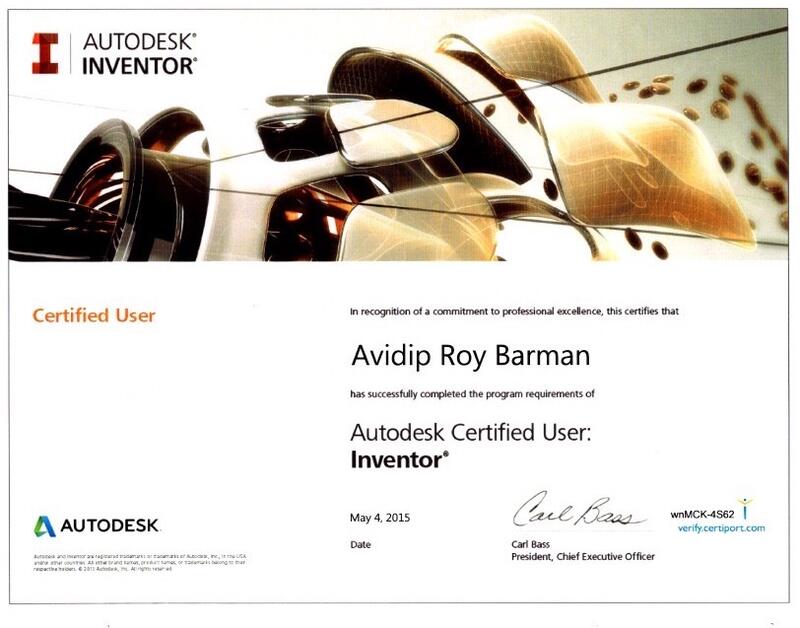 AUTODESK®
INVENTOR®
Certified User
In recognition of a commitment to professional excellence, this certifies that
Avidip Roy Barman
has successfully completed the program requirements of
Autodesk Certified User:
Inventor®
May 4, 2015
Date
Carl Bass
Carl Bass
President, Chief Executive Officer
wnMCK-4S62
verify.certiport.com
AUTODESK.
Autodesk and Inventor are registered trademarks or trademarks of Autodesk, Inc., in the USA
and/or other countries. All other brand names, product names, or trademarks belong to their
respective holders. © 2013 Autodesk, Inc. All rights reserved.